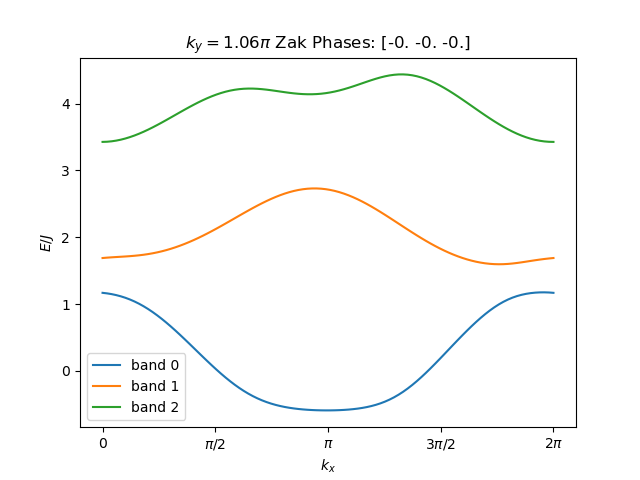 k_y = 1.06π Zak Phases: [-0. -0. -0.]
4
3
2
1
0
E/J
band 0
band 1
band 2
0 π/2 π 3π/2 2π
k_x